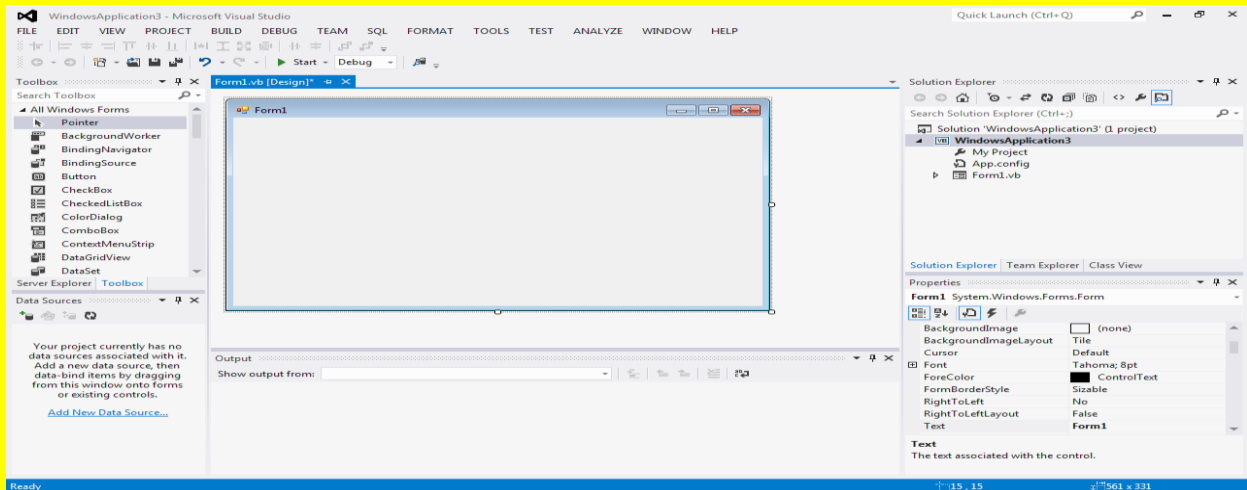 WindowsApplication3 - Microsoft Visual Studio
Quick Launch (Ctrl+Q)
FILE EDIT VIEW PROJECT BUILD DEBUG TEAM SQL FORMAT TOOLS TEST ANALYZE WINDOW HELP
Start Debug
Toolbox
Search Toolbox
All Windows Forms
Pointer
BackgroundWorker
BindingNavigator
BindingSource
Button
CheckBox
CheckedListBox
ColorDialog
ComboBox
ContextMenuStrip
DataGridView
DataSet
Server Explorer Toolbox
Data Sources
Your project currently has no
data sources associated with it.
Add a new data source, then
data-bind items by dragging
from this window onto forms
or existing controls.
Add New Data Source...
Form1.vb [Design]*
Form1
Output
Show output from:
Solution Explorer
Search Solution Explorer (Ctrl+;)
Solution 'WindowsApplication3' (1 project)
VB WindowsApplication3
My Project
App.config
Form1.vb
Solution Explorer Team Explorer Class View
Properties
Form1 System.Windows.Forms.Form
BackgroundImage (none)
BackgroundImageLayout Tile
Cursor Default
Font Tahoma; 8pt
ForeColor ControlText
FormBorderStyle Sizable
RightToLeft No
RightToLeftLayout False
Text Form1
Text
The text associated with the control.
Ready 15 , 15 561 x 331